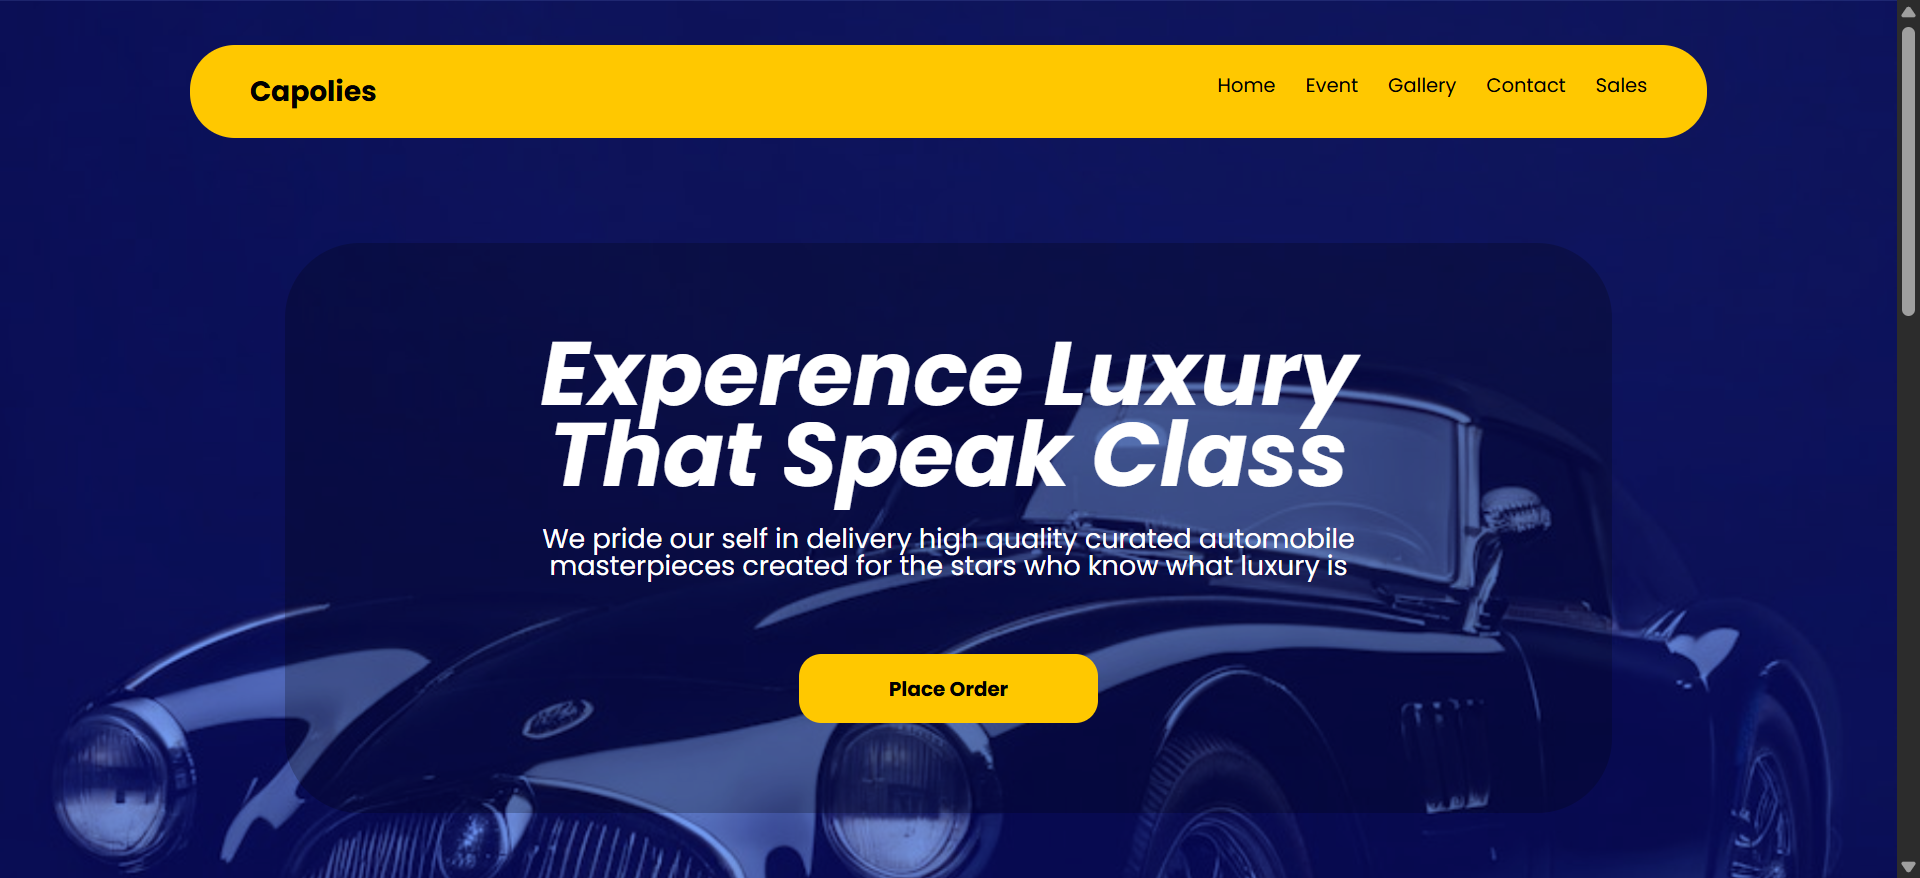 Capolies
Home Event Gallery Contact Sales
Experence Luxury
That Speak Class
We pride our self in delivery high quality curated automobile
masterpieces created for the stars who know what luxury is
Place Order